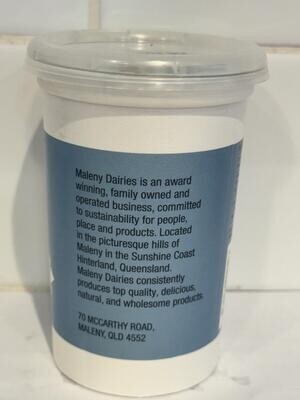 Maleny Dairies is an award
winning, family owned and
operated business, committed
to sustainability for people,
place and products. Located
in the picturesque hills of
Maleny in the Sunshine Coast
Hinterland, Queensland.
Maleny Dairies consistently
produces top quality, delicious,
natural, and wholesome products.
70 MCCARTHY ROAD,
MALENY, QLD 4552